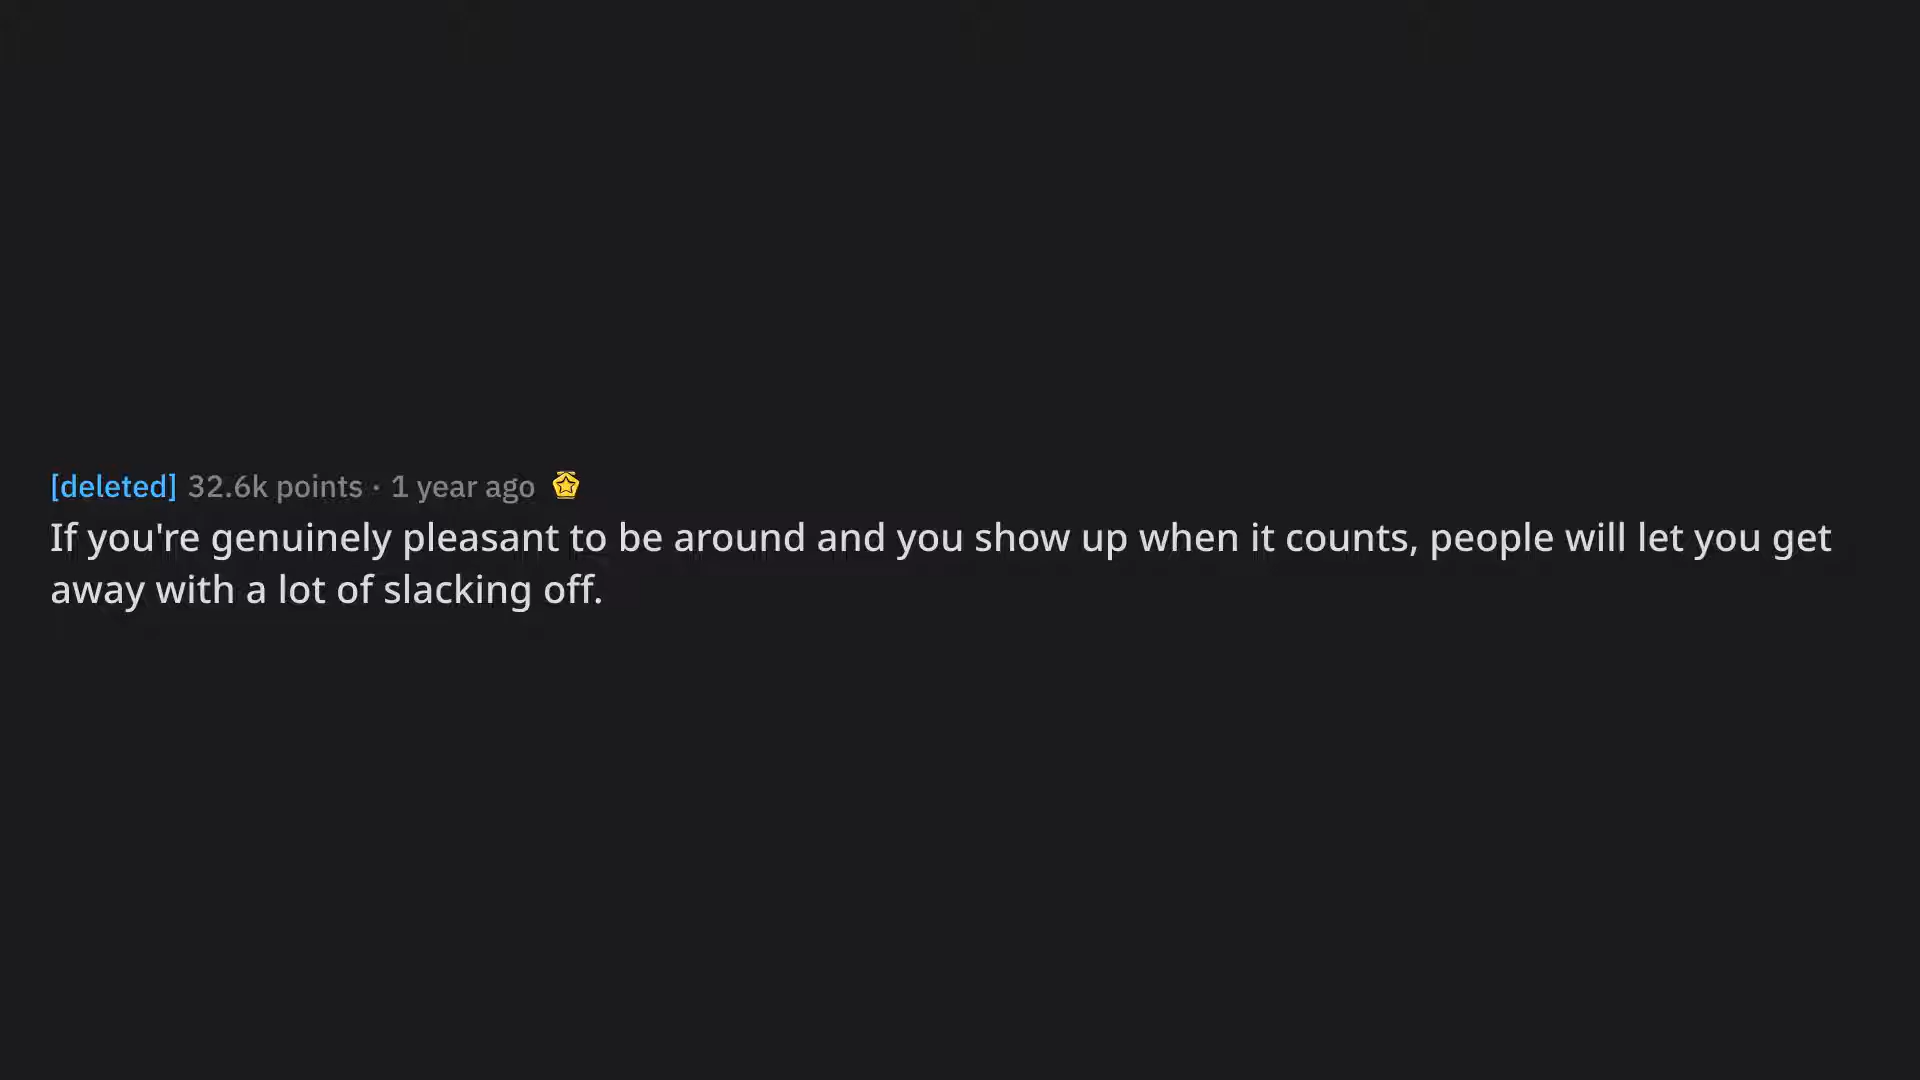 [deleted] 32.6k points · 1 year ago
If you're genuinely pleasant to be around and you show up when it counts, people will let you get
away with a lot of slacking off.